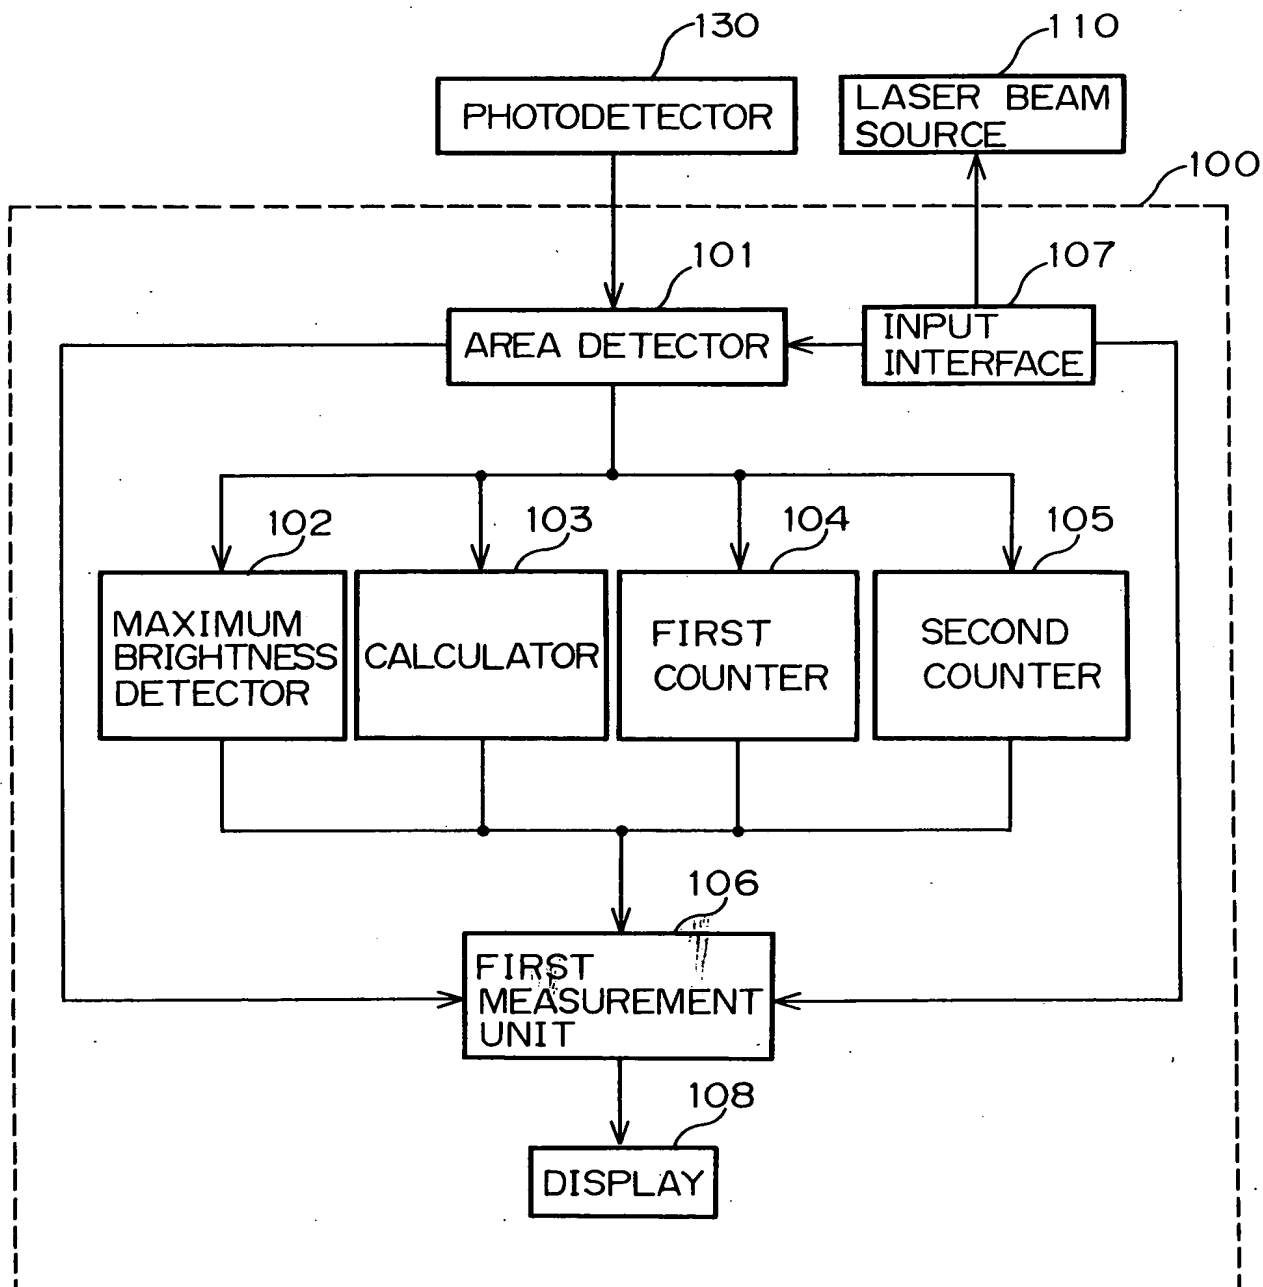 130
110
PHOTODETECTOR
LASER BEAM
SOURCE
100
101
107
AREA DETECTOR
INPUT
INTERFACE
102
103
104
105
MAXIMUM
BRIGHTNESS
DETECTOR
CALCULATOR
FIRST
COUNTER
SECOND
COUNTER
106
FIRST
MEASUREMENT
UNIT
108
DISPLAY